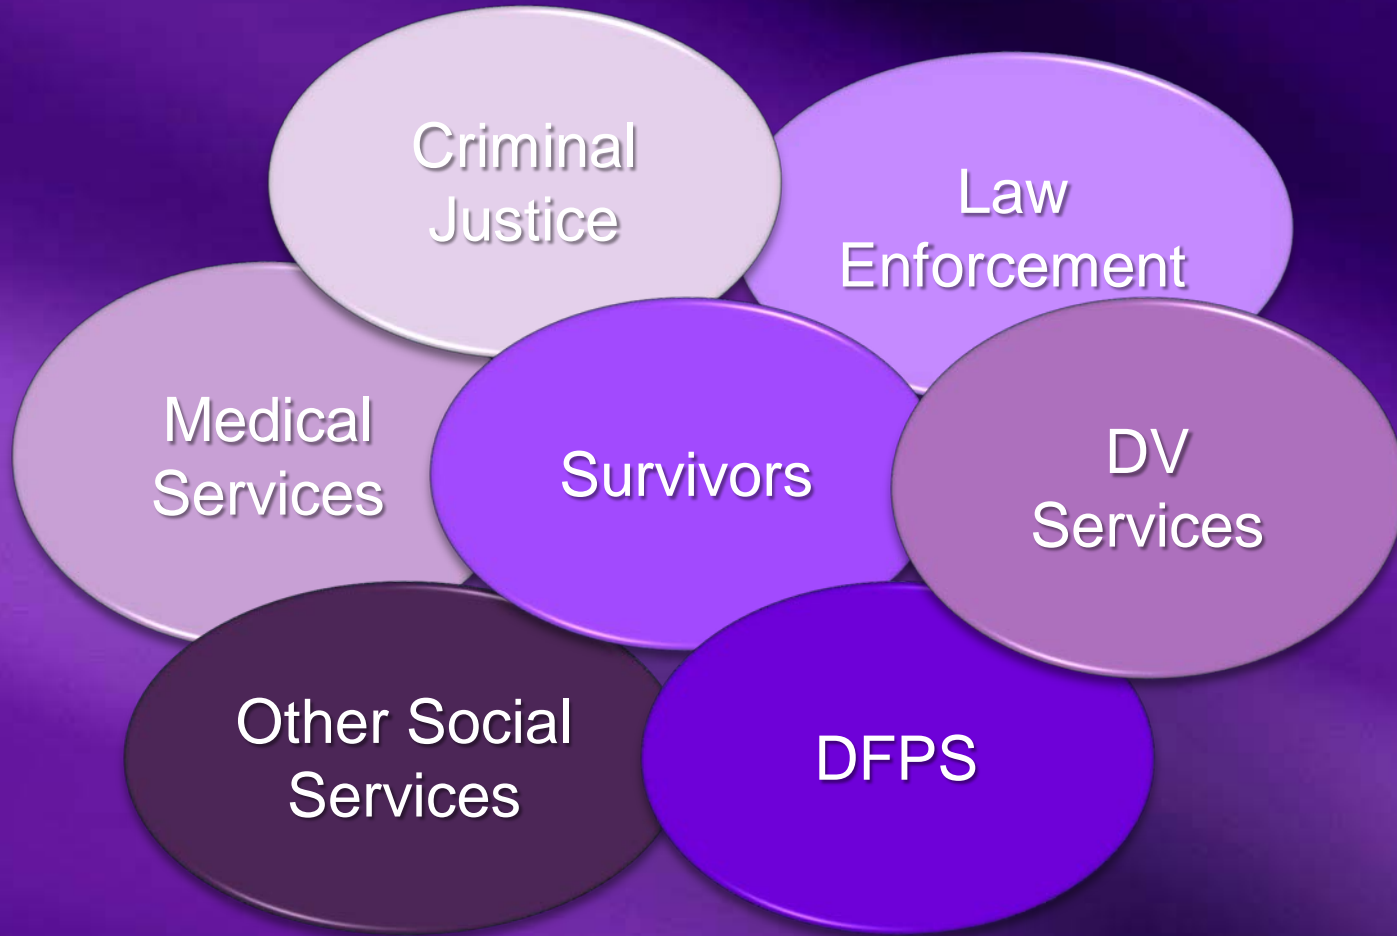 Criminal
Justice
Law
Enforcement
Medical
Services
Survivors
DV
Services
Other Social
Services
DFPS